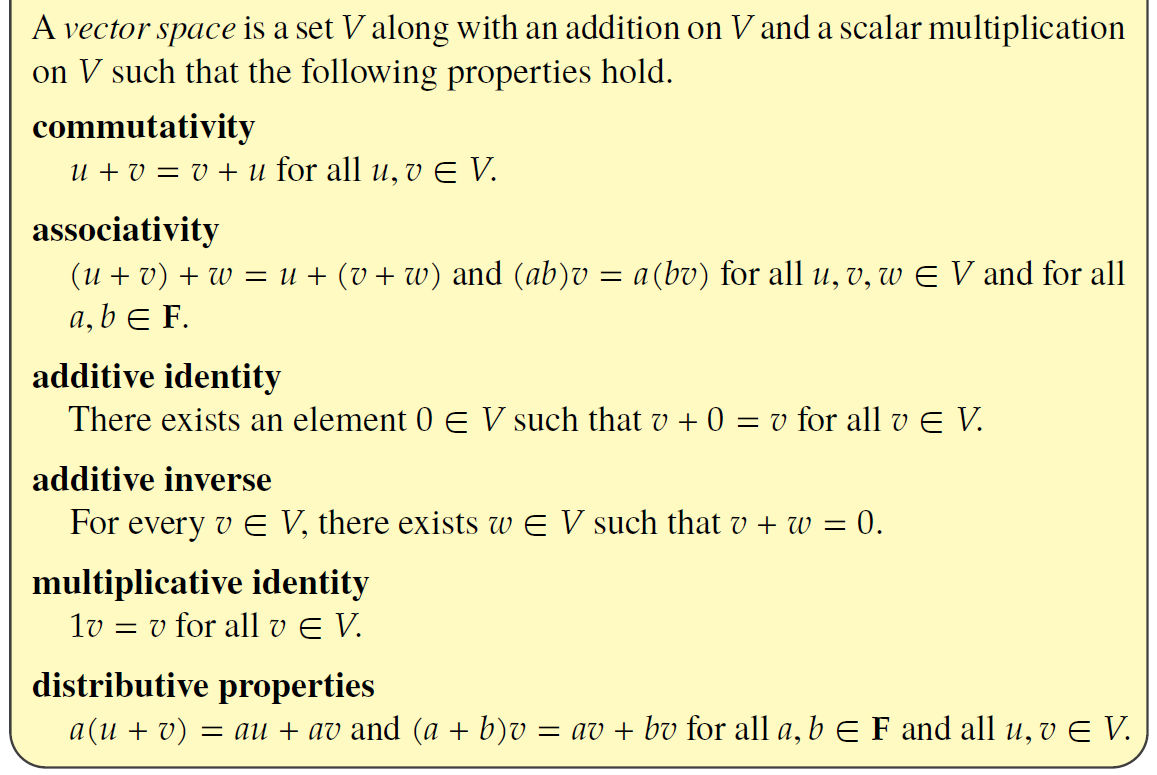 A vector space is a set V along with an addition on V and a scalar multiplication
on V such that the following properties hold.
commutativity
u + v = v + u for all u, v ∈ V.
associativity
(u + v) + w = u + (v + w) and (ab)v = a(bv) for all u, v, w ∈ V and for all
a, b ∈ F.
additive identity
There exists an element 0 ∈ V such that v + 0 = v for all v ∈ V.
additive inverse
For every v ∈ V, there exists w ∈ V such that v + w = 0.
multiplicative identity
1v = v for all v ∈ V.
distributive properties
a(u + v) = au + av and (a + b)v = av + bv for all a, b ∈ F and all u, v ∈ V.